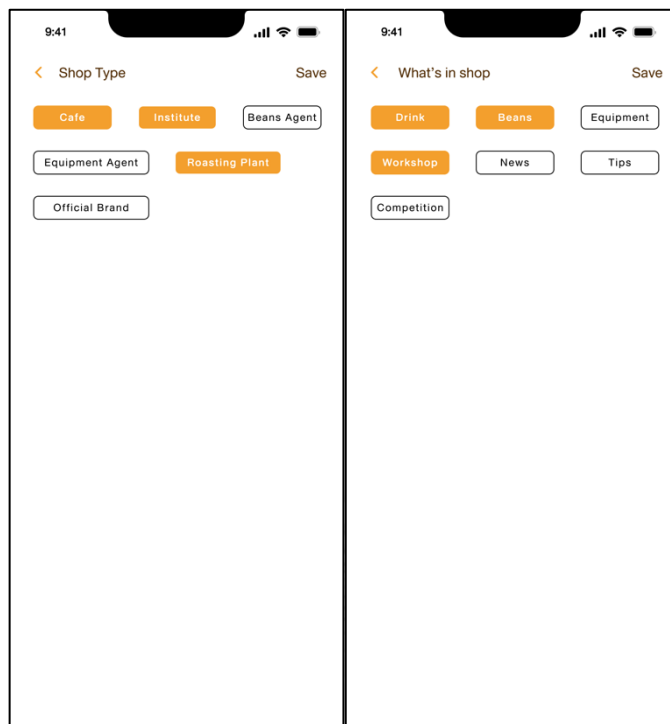 9:41
Shop Type Save
Cafe Institute Beans Agent
Equipment Agent Roasting Plant
Official Brand
9:41
What's in shop Save
Drink Beans Equipment
Workshop News Tips
Competition